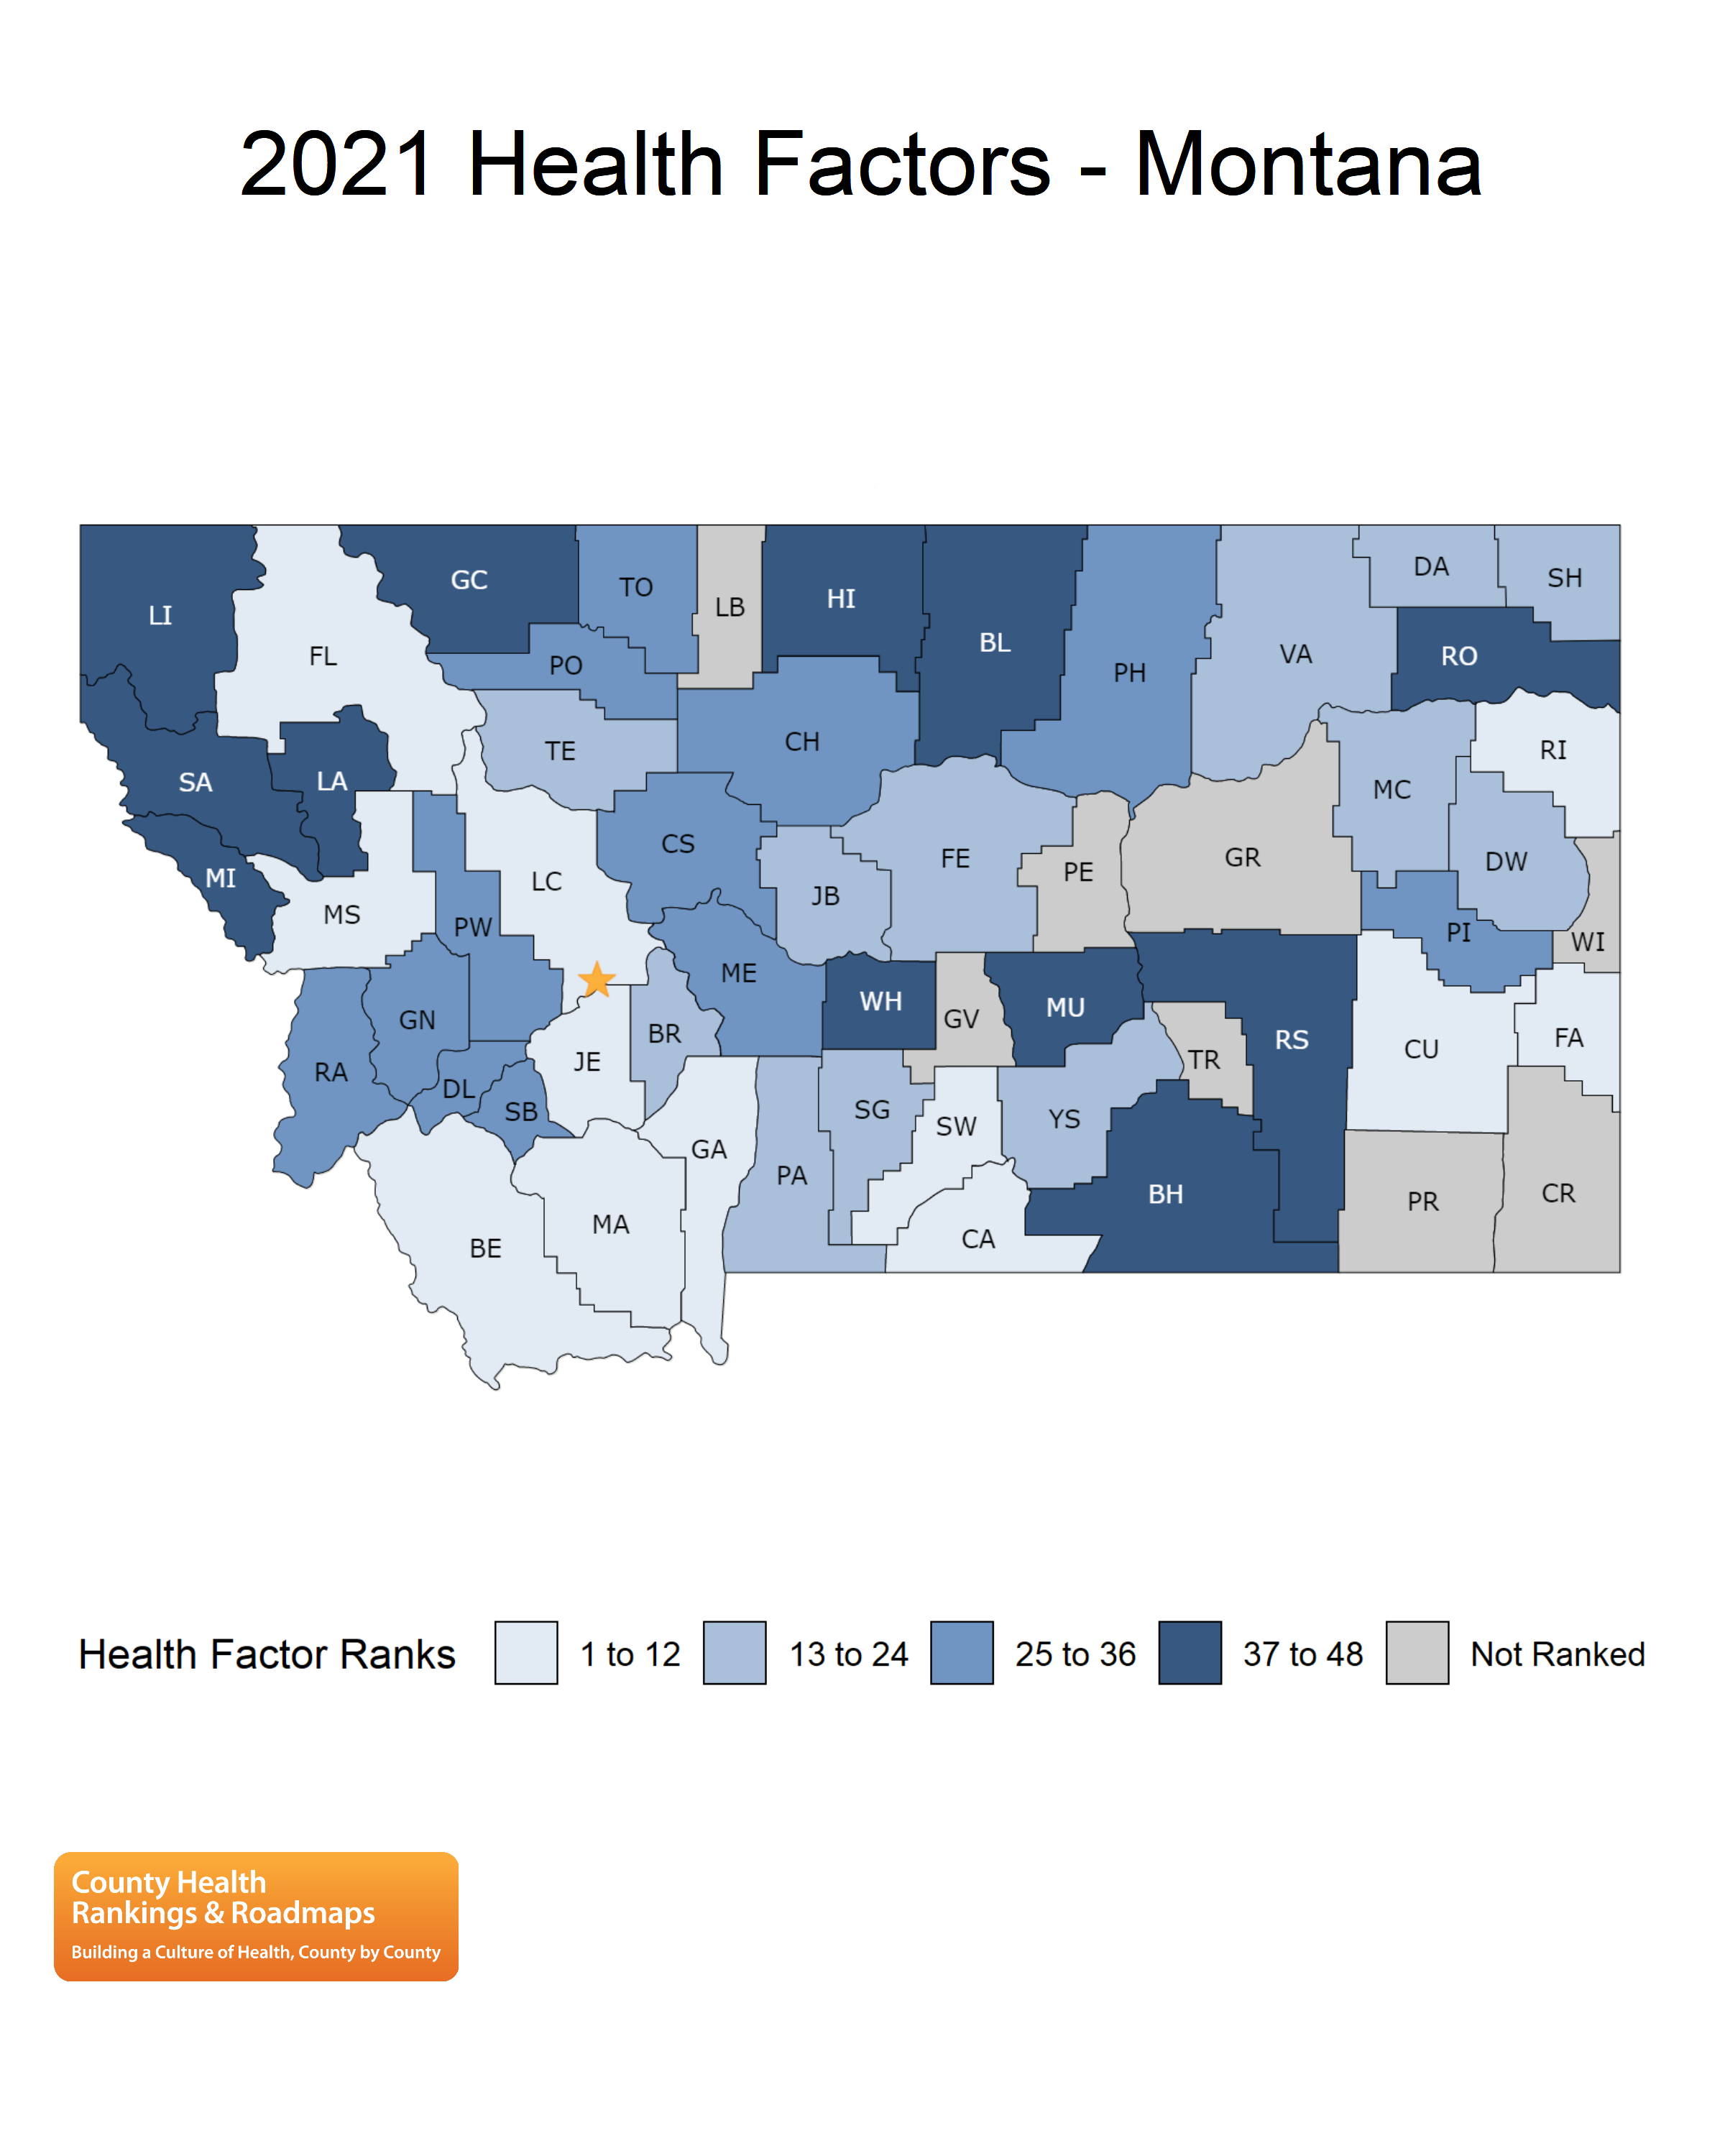 2021 Health Factors - Montana
LI
FL
GC
TO
LB
HI
BL
PH
VA
DA
SH
RO
PO
TE
CH
SA
LA
MI
MS
PW
LC
CS
JB
FE
PE
GR
MC
RI
DW
PI
WI
ME
WH
GV
MU
TR
RS
CU
FA
RA
GN
DL
SB
JE
BR
GA
PA
SG
SW
YS
BH
PR
CR
BE
MA
CA
Health Factor Ranks 1 to 12 13 to 24 25 to 36 37 to 48 Not Ranked
County Health
Rankings & Roadmaps
Building a Culture of Health, County by County